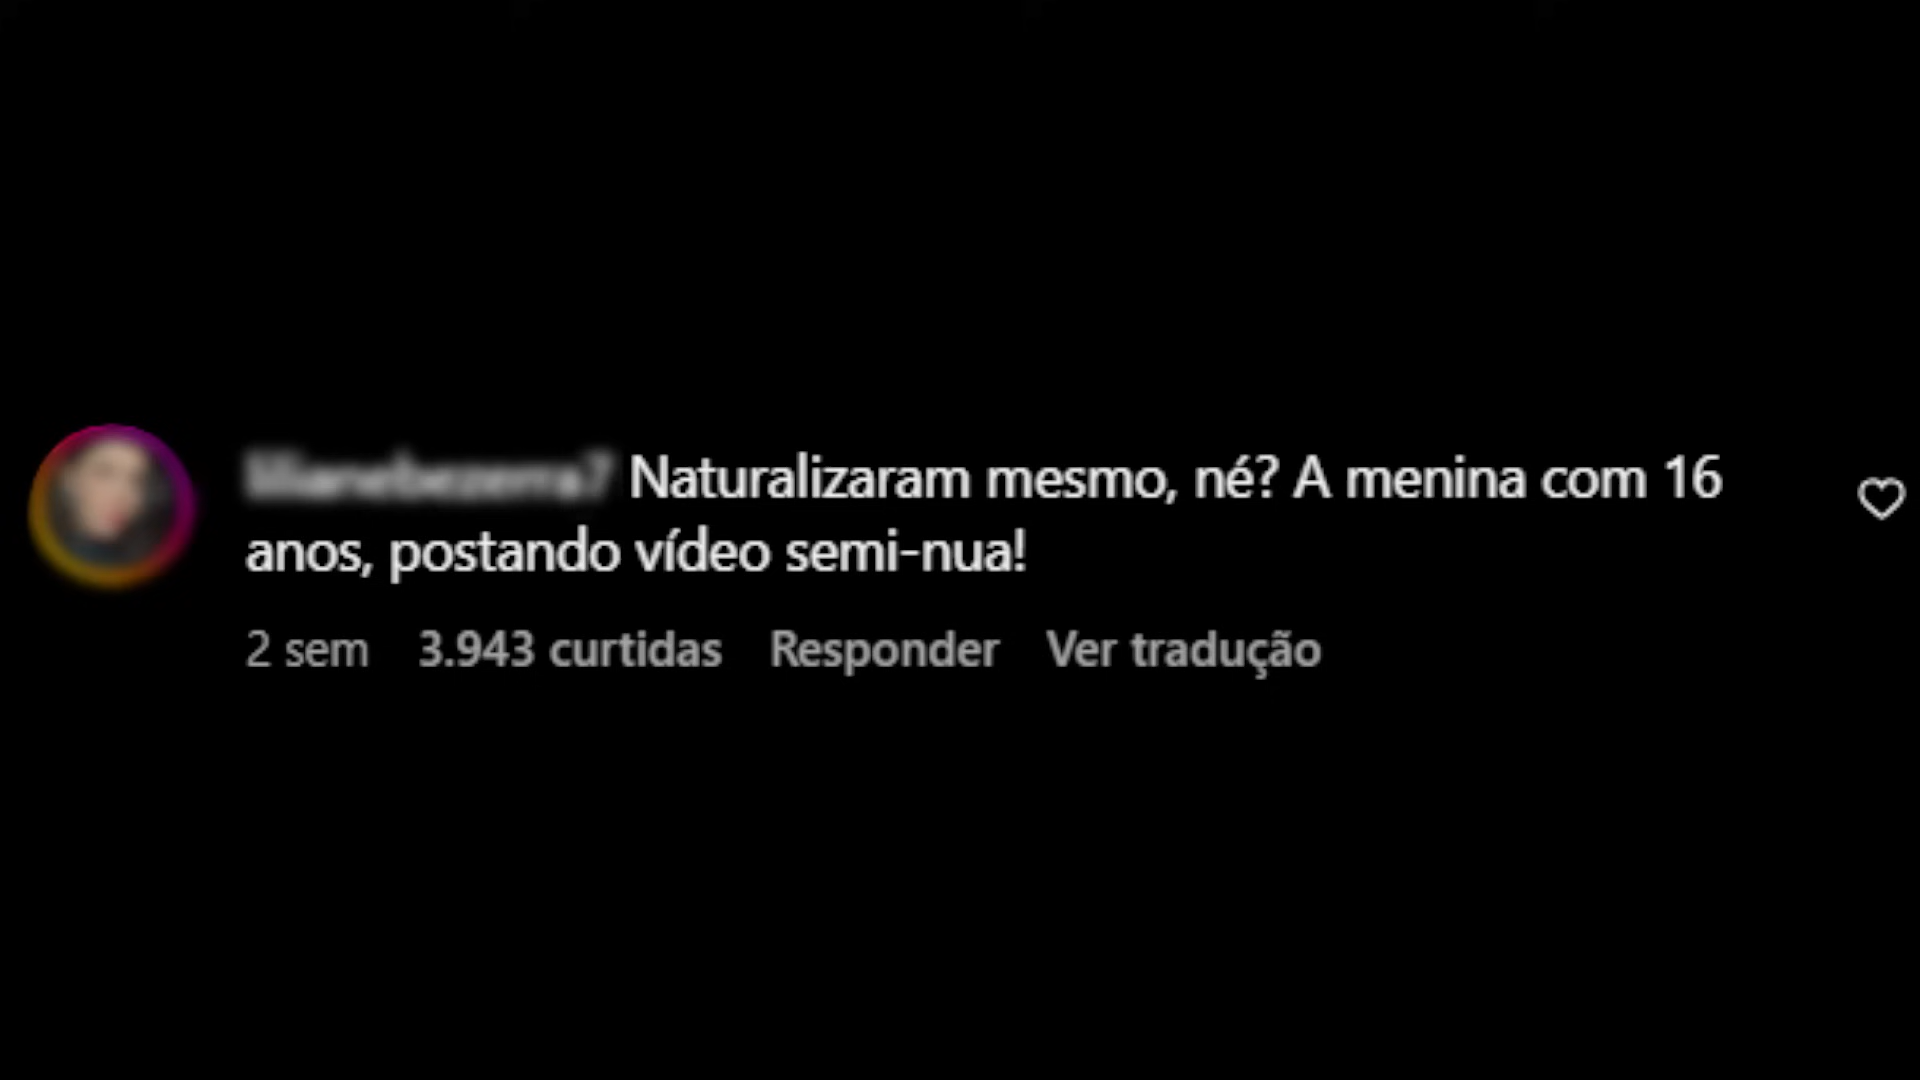 Naturalizaram mesmo, né? A menina com 16
anos, postando vídeo semi-nua!
2 sem 3.943 curtidas Responder Ver tradução